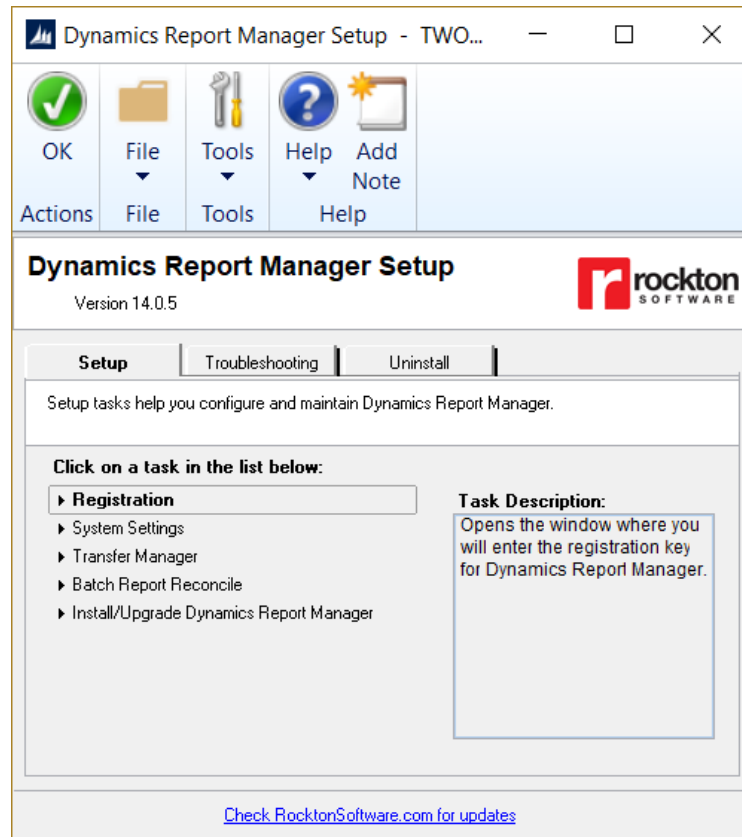 Dynamics Report Manager Setup  -  TWO...
OK
File
Tools
Help
Add
Note
Actions
File
Tools
Help
Dynamics Report Manager Setup
Version 14.0.5
rockton
SOFTWARE
Setup
Troubleshooting
Uninstall
Setup tasks help you configure and maintain Dynamics Report Manager.
Click on a task in the list below:
Registration
System Settings
Transfer Manager
Batch Report Reconcile
Install/Upgrade Dynamics Report Manager
Task Description:
Opens the window where you
will enter the registration key
for Dynamics Report Manager.
Check RocktonSoftware.com for updates